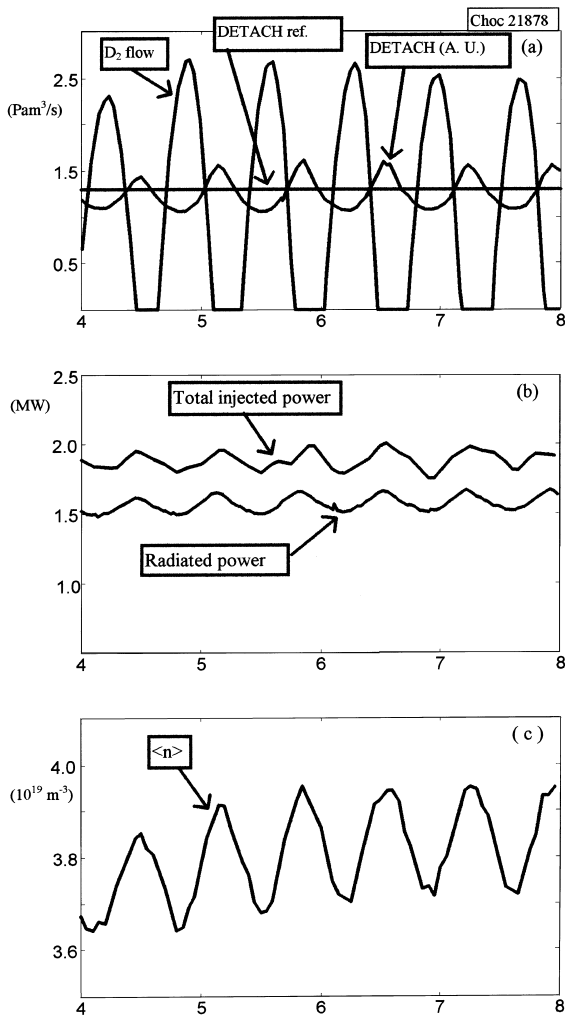 Choc 21878
DETACH ref.
D₂ flow
DETACH (A. U.)
(a)
2.5
(Pam³/s)
1.5
0.5
4 5 6 7 8
2.5
(b)
(MW)
Total injected power
2.0
1.5
Radiated power
1.0
4 5 6 7 8
( c )
<n>
4.0
(10¹⁹ m⁻³)
3.8
3.6
4 5 6 7 8